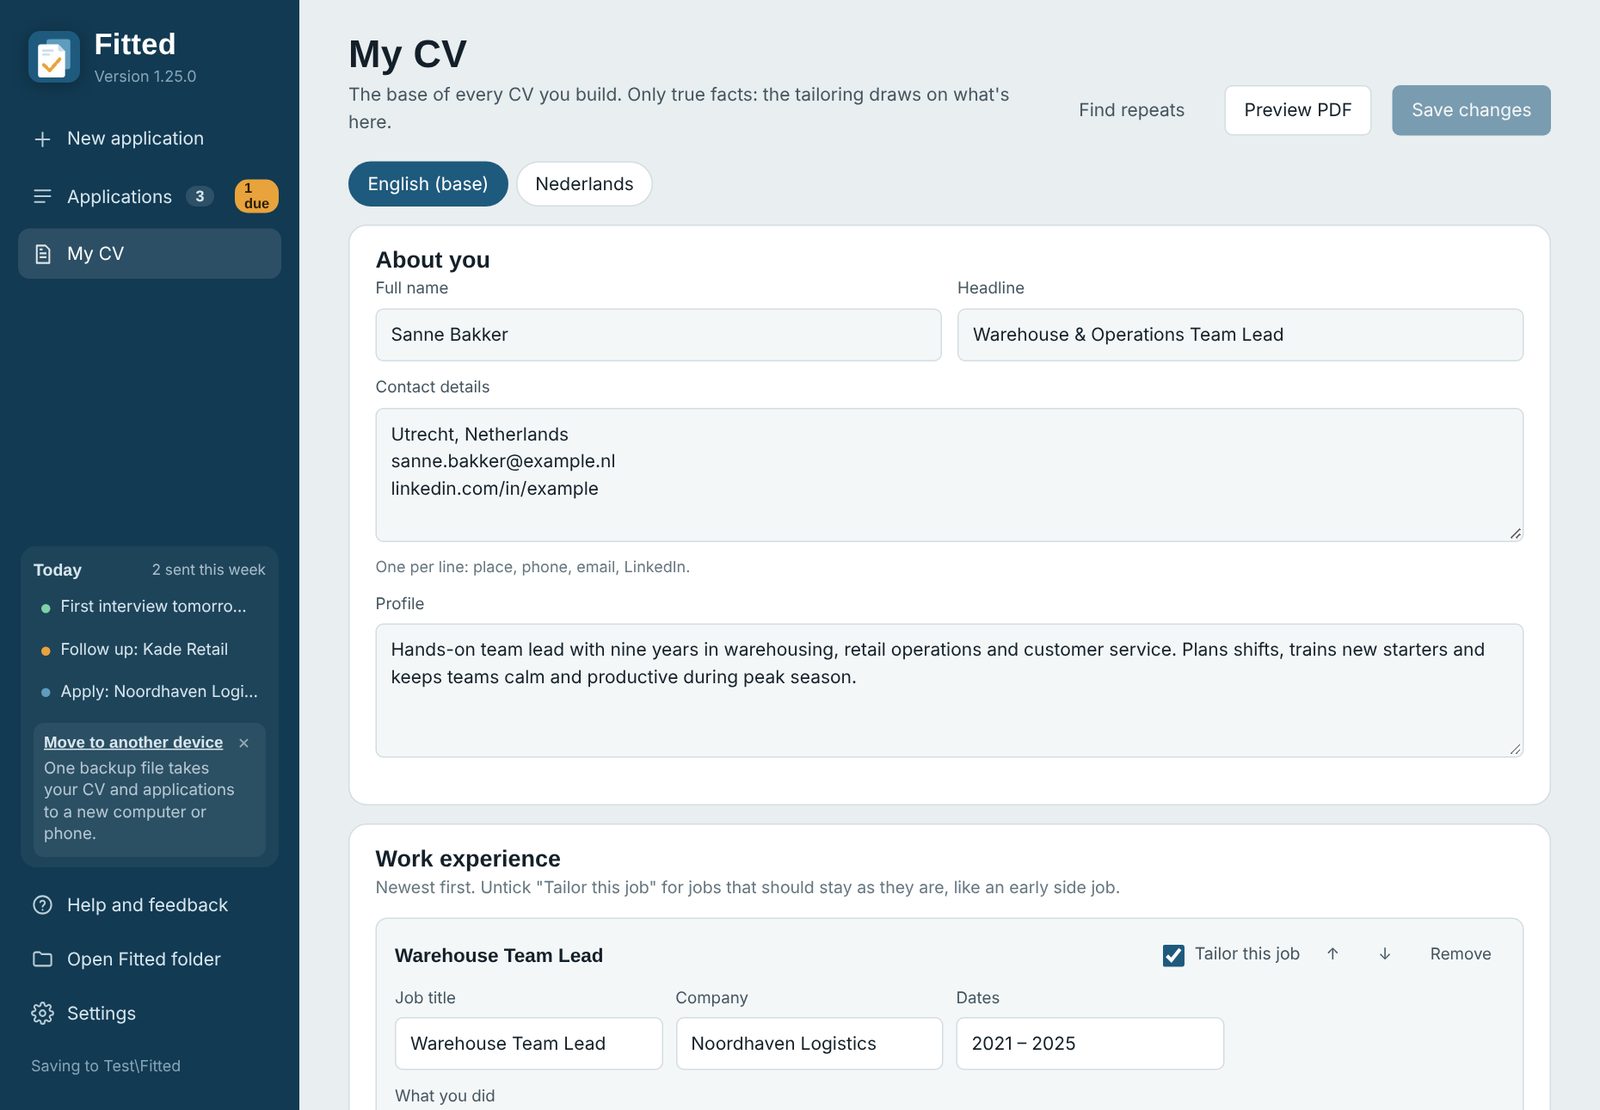 Fitted
Version 1.25.0
New application
Applications 3 1 due
My CV
Today 2 sent this week
First interview tomorro...
Follow up: Kade Retail
Apply: Noordhaven Logi...
Move to another device ×
One backup file takes
your CV and applications
to a new computer or
phone.
Help and feedback
Open Fitted folder
Settings
Saving to Test\Fitted
My CV
The base of every CV you build. Only true facts: the tailoring draws on what's
here.
Find repeats Preview PDF Save changes
English (base) Nederlands
About you
Full name Headline
Sanne Bakker Warehouse & Operations Team Lead
Contact details
Utrecht, Netherlands
sanne.bakker@example.nl
linkedin.com/in/example
One per line: place, phone, email, LinkedIn.
Profile
Hands-on team lead with nine years in warehousing, retail operations and customer service. Plans shifts, trains new starters and
keeps teams calm and productive during peak season.
Work experience
Newest first. Untick "Tailor this job" for jobs that should stay as they are, like an early side job.
Warehouse Team Lead Tailor this job ↑ ↓ Remove
Job title Company Dates
Warehouse Team Lead Noordhaven Logistics 2021 – 2025
What you did